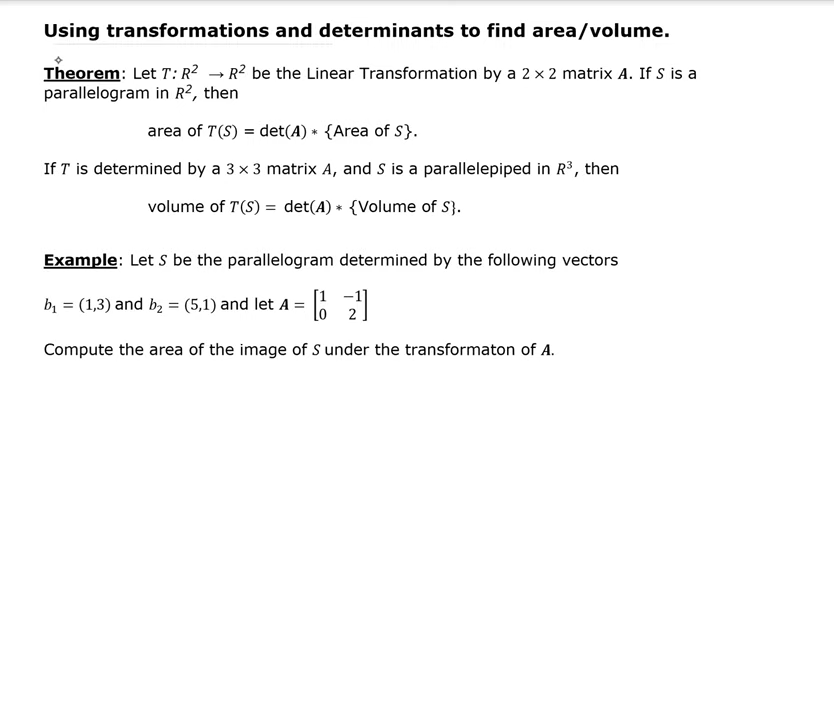 Using transformations and determinants to find area/volume.
Theorem: Let T: R² → R² be the Linear Transformation by a 2 × 2 matrix A. If S is a
parallelogram in R², then
area of T(S) = det(A) * {Area of S}.
If T is determined by a 3 × 3 matrix A, and S is a parallelepiped in R³, then
volume of T(S) = det(A) * {Volume of S}.
Example: Let S be the parallelogram determined by the following vectors
b₁ = (1,3) and b₂ = (5,1) and let A = [1 −1
0 2]
Compute the area of the image of S under the transformaton of A.